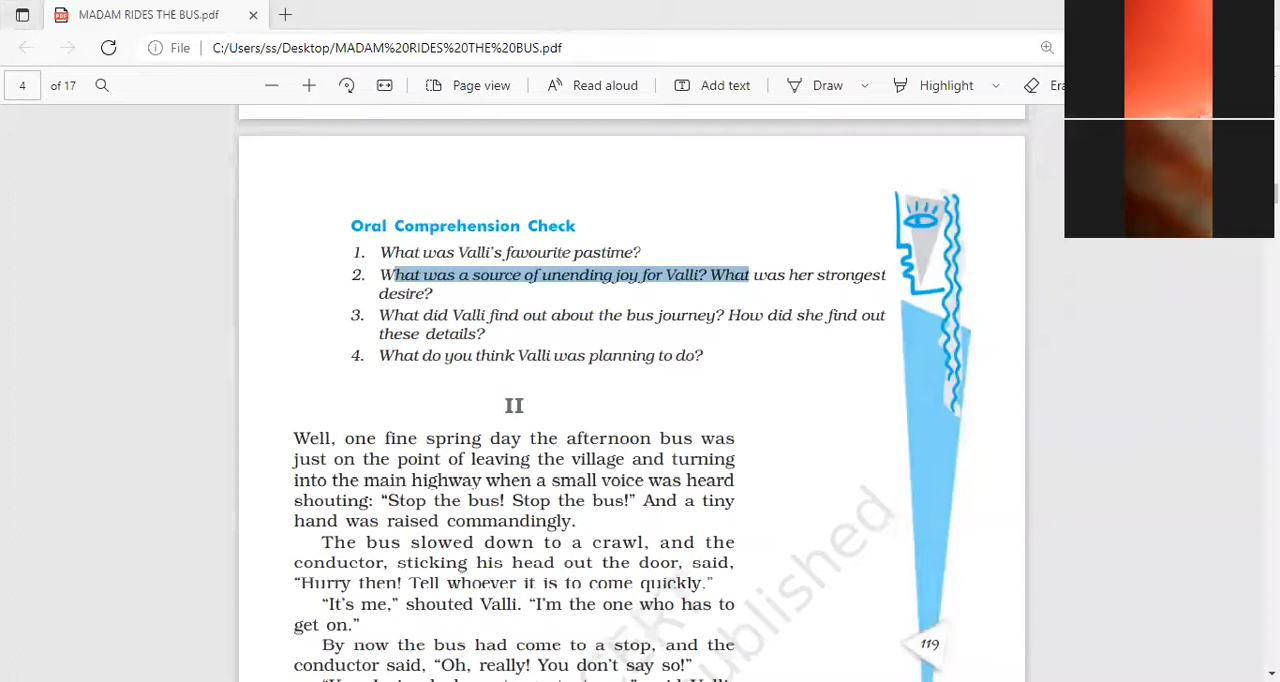 MADAM RIDES THE BUS.pdf
File C:/Users/ss/Desktop/MADAM%20RIDES%20THE%20BUS.pdf
4 of 17 Page view Read aloud Add text Draw Highlight Era
Oral Comprehension Check
1. What was Valli's favourite pastime?
2. What was a source of unending joy for Valli? What was her strongest
desire?
3. What did Valli find out about the bus journey? How did she find out
these details?
4. What do you think Valli was planning to do?
II
Well, one fine spring day the afternoon bus was
just on the point of leaving the village and turning
into the main highway when a small voice was heard
shouting: “Stop the bus! Stop the bus!” And a tiny
hand was raised commandingly.
The bus slowed down to a crawl, and the
conductor, sticking his head out the door, said,
“Hurry then! Tell whoever it is to come quickly.”
“It's me,” shouted Valli. “I'm the one who has to
get on.”
By now the bus had come to a stop, and the
conductor said, “Oh, really! You don't say so!”
119
published